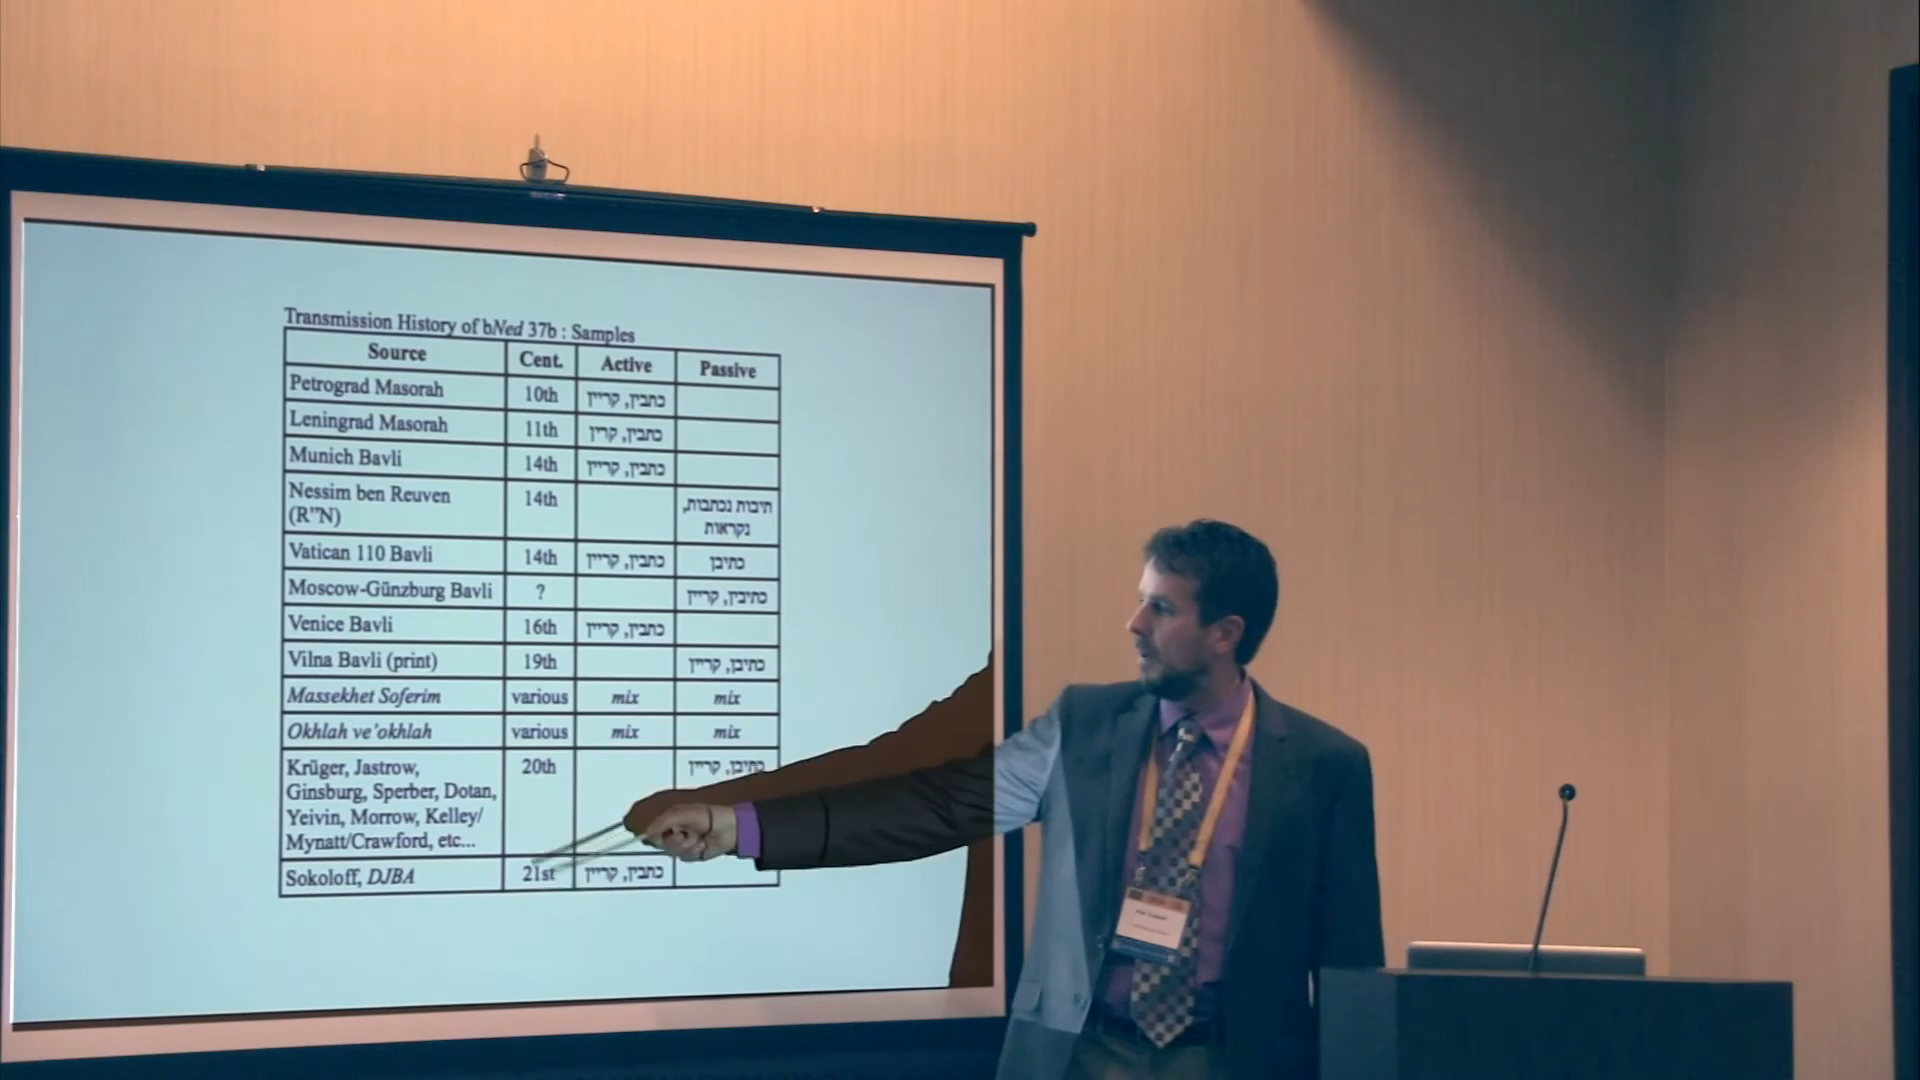 Transmission History of bNed 37b : Samples
Source Cent. Active Passive
Petrograd Masorah 10th כתבין, קריין
Leningrad Masorah 11th כתבין, קרין
Munich Bavli 14th כתבין, קריין
Nessim ben Reuven 14th תיבות נכתבות,
(R"N) נקראות
Vatican 110 Bavli 14th כתבין, קריין כתיבן
Moscow-Günzburg Bavli ? כתיבין, קריין
Venice Bavli 16th כתבין, קריין
Vilna Bavli (print) 19th כתיבן, קריין
Massekhet Soferim various mix mix
Okhlah ve'okhlah various mix mix
Krüger, Jastrow, 20th כתיבן, קריין
Ginsburg, Sperber, Dotan,
Yeivin, Morrow, Kelley/
Mynatt/Crawford, etc...
Sokoloff, DJBA 21st כתבין, קריין